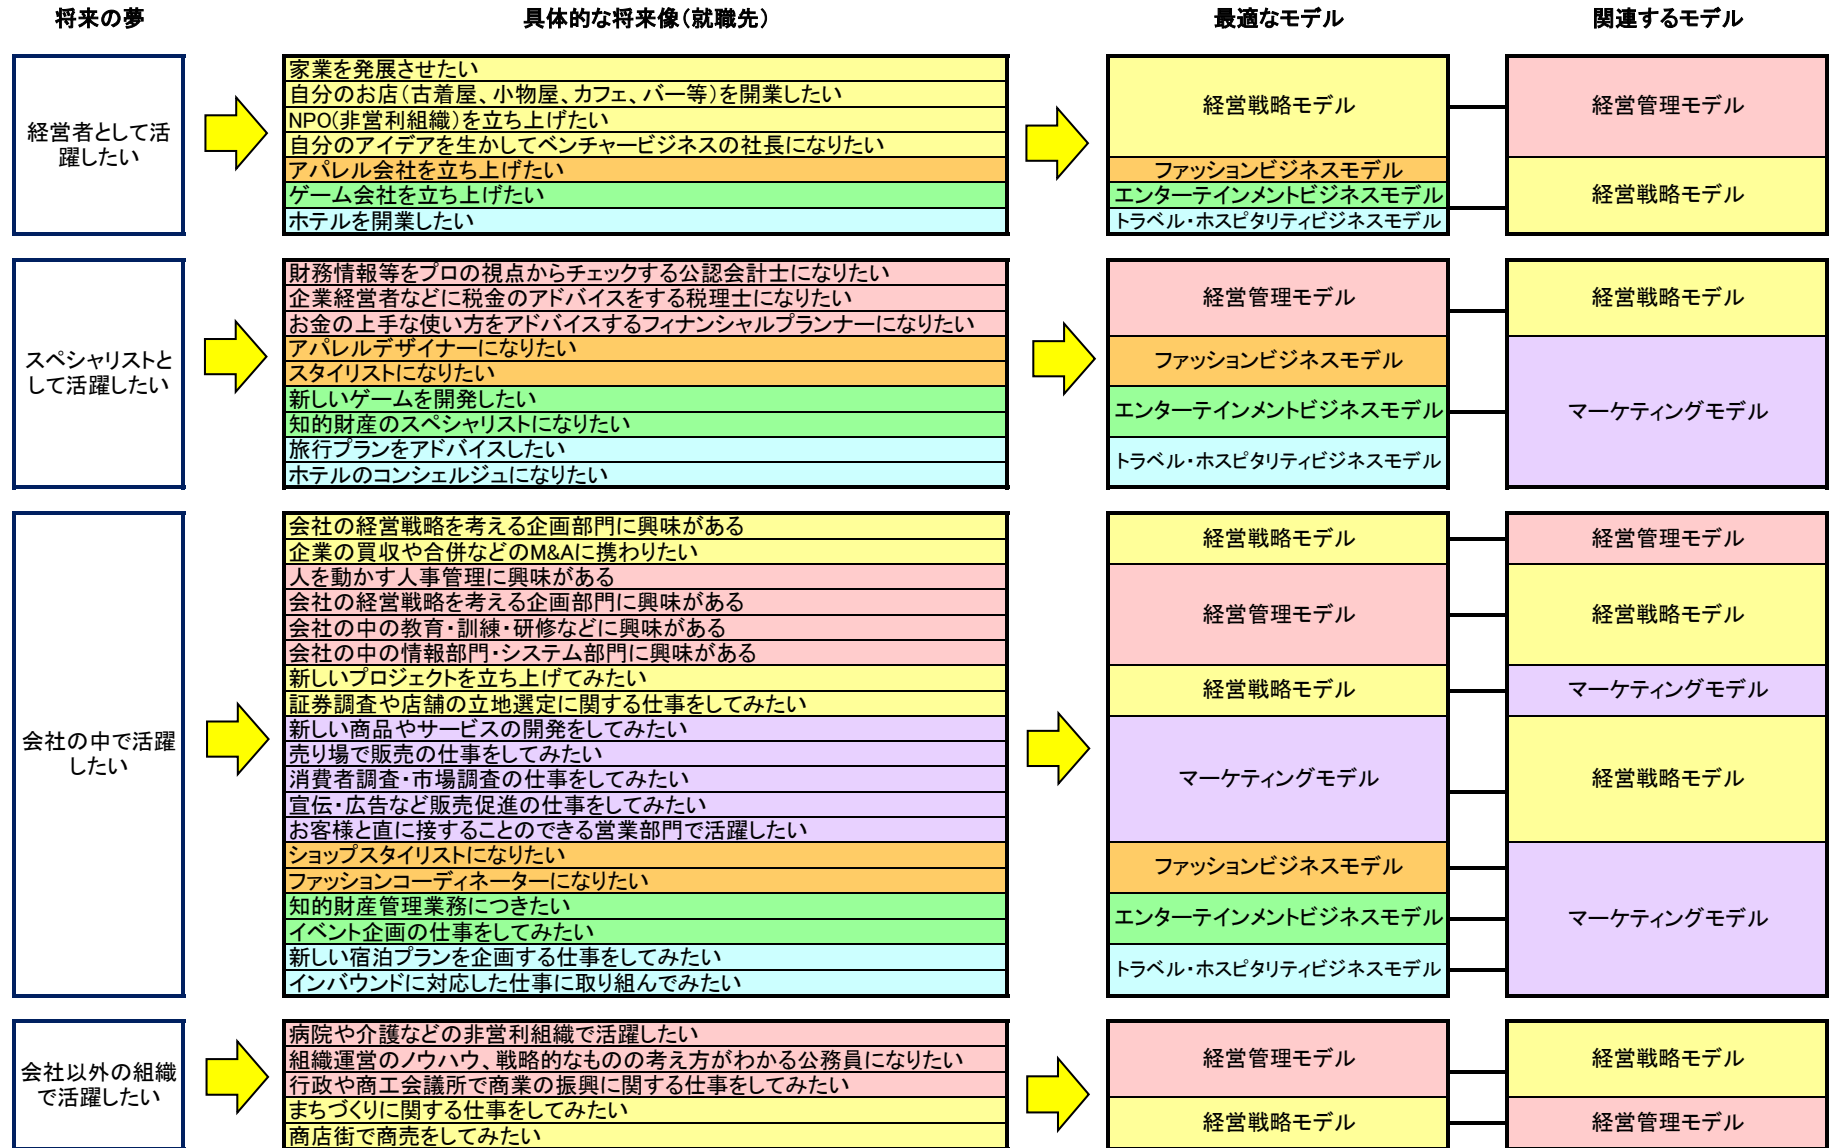 将来の夢
具体的な将来像（就職先）
最適なモデル
関連するモデル
経営者として活
躍したい
家業を発展させたい
自分のお店（古着屋、小物屋、カフェ、バー等）を開業したい
NPO(非営利組織)を立ち上げたい
自分のアイデアを生かしてベンチャービジネスの社長になりたい
アパレル会社を立ち上げたい
ゲーム会社を立ち上げたい
ホテルを開業したい
経営戦略モデル
ファッションビジネスモデル
エンターテインメントビジネスモデル
トラベル・ホスピタリティビジネスモデル
経営管理モデル
経営戦略モデル
スペシャリストと
して活躍したい
財務情報等をプロの視点からチェックする公認会計士になりたい
企業経営者などに税金のアドバイスをする税理士になりたい
お金の上手な使い方をアドバイスするフィナンシャルプランナーになりたい
アパレルデザイナーになりたい
スタイリストになりたい
新しいゲームを開発したい
知的財産のスペシャリストになりたい
旅行プランをアドバイスしたい
ホテルのコンシェルジュになりたい
経営管理モデル
ファッションビジネスモデル
エンターテインメントビジネスモデル
トラベル・ホスピタリティビジネスモデル
経営戦略モデル
マーケティングモデル
会社の中で活躍
したい
会社の経営戦略を考える企画部門に興味がある
企業の買収や合併などのM&Aに携わりたい
人を動かす人事管理に興味がある
会社の経営戦略を考える企画部門に興味がある
会社の中の教育・訓練・研修などに興味がある
会社の中の情報部門・システム部門に興味がある
新しいプロジェクトを立ち上げてみたい
証券調査や店舗の立地選定に関する仕事をしてみたい
新しい商品やサービスの開発をしてみたい
売り場で販売の仕事をしてみたい
消費者調査・市場調査の仕事をしてみたい
宣伝・広告など販売促進の仕事をしてみたい
お客様と直に接することのできる営業部門で活躍したい
ショップスタイリストになりたい
ファッションコーディネーターになりたい
知的財産管理業務につきたい
イベント企画の仕事をしてみたい
新しい宿泊プランを企画する仕事をしてみたい
インバウンドに対応した仕事に取り組んでみたい
経営戦略モデル
経営管理モデル
経営戦略モデル
マーケティングモデル
ファッションビジネスモデル
エンターテインメントビジネスモデル
トラベル・ホスピタリティビジネスモデル
経営管理モデル
経営戦略モデル
マーケティングモデル
経営戦略モデル
マーケティングモデル
会社以外の組織
で活躍したい
病院や介護などの非営利組織で活躍したい
組織運営のノウハウ、戦略的なものの考え方がわかる公務員になりたい
行政や商工会議所で商業の振興に関する仕事をしてみたい
まちづくりに関する仕事をしてみたい
商店街で商売をしてみたい
経営管理モデル
経営戦略モデル
経営戦略モデル
経営管理モデル